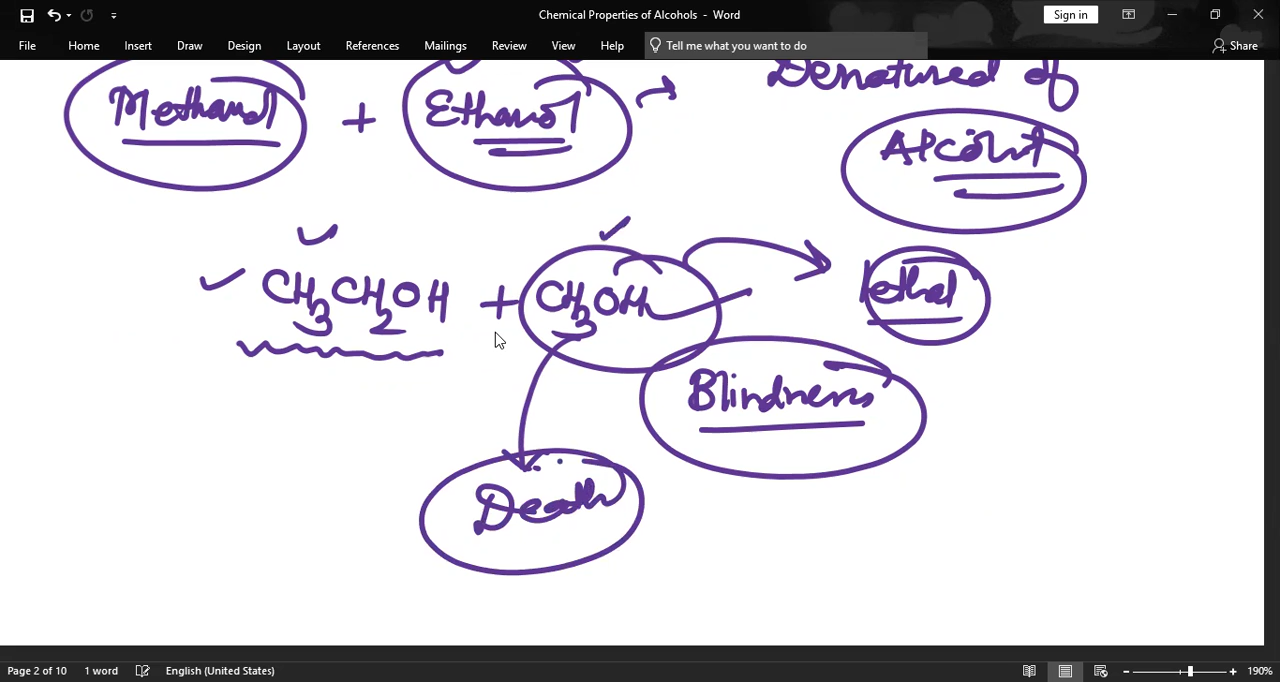 Chemical Properties of Alcohols - Word
Sign in
File Home Insert Draw Design Layout References Mailings Review View Help Tell me what you want to do Share
Denatured of
Methanol + Ethanol → Alcohol
CH3CH2OH + CH3OH → lethal
Blindness
Death
Page 2 of 10 1 word English (United States) 190%